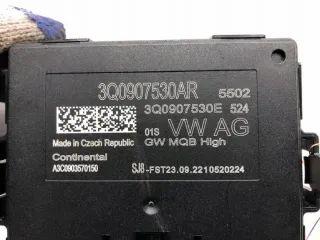 3Q0907530AR 5502
3Q0907530E 524
01S VW AG
Made in Czech Republic GW MQB High
Continental
A3C0903570150 SJ8-FST23.09.2210520224